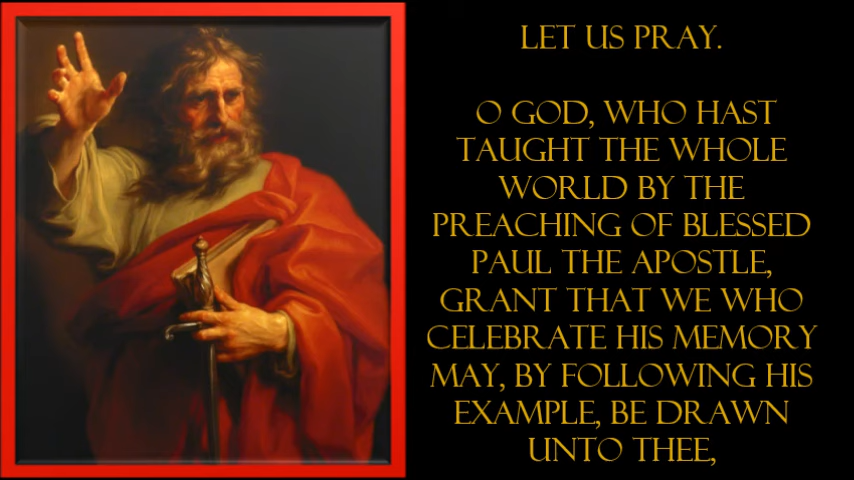 LET US PRAY.
O GOD, WHO HAST
TAUGHT THE WHOLE
WORLD BY THE
PREACHING OF BLESSED
PAUL THE APOSTLE,
GRANT THAT WE WHO
CELEBRATE HIS MEMORY
MAY, BY FOLLOWING HIS
EXAMPLE, BE DRAWN
UNTO THEE,